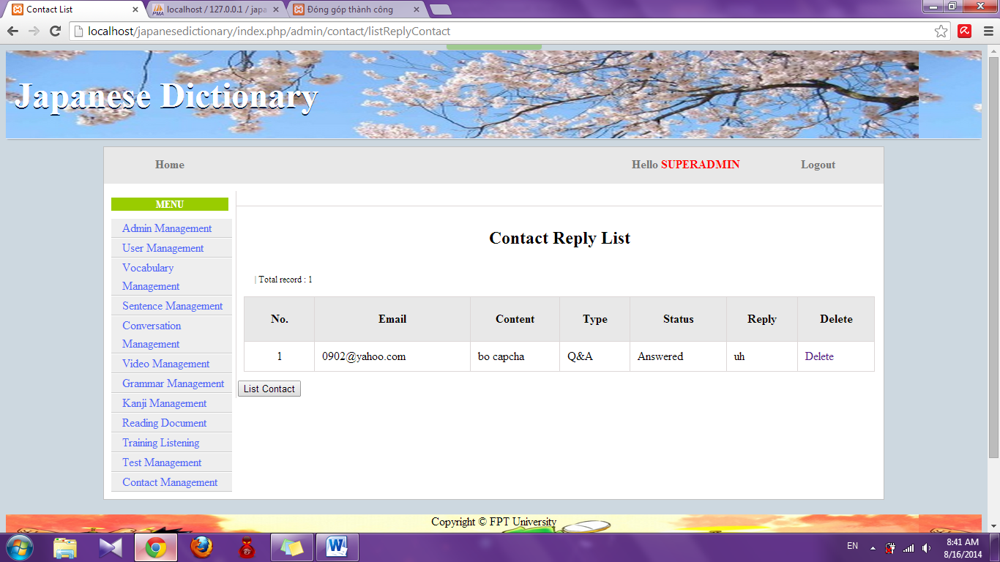 Contact List
localhost / 127.0.0.1 / japa
Đóng góp thành công
localhost/japanesedictionary/index.php/admin/contact/listReplyContact
Japanese Dictionary
Home
Hello SUPERADMIN
Logout
MENU
Admin Management
User Management
Vocabulary
Management
Sentence Management
Conversation
Management
Video Management
Grammar Management
Kanji Management
Reading Document
Training Listening
Test Management
Contact Management
Contact Reply List
| Total record : 1
No. Email Content Type Status Reply Delete
1 0902@yahoo.com bo capcha Q&A Answered uh Delete
List Contact
Copyright © FPT University
EN
8:41 AM
8/16/2014